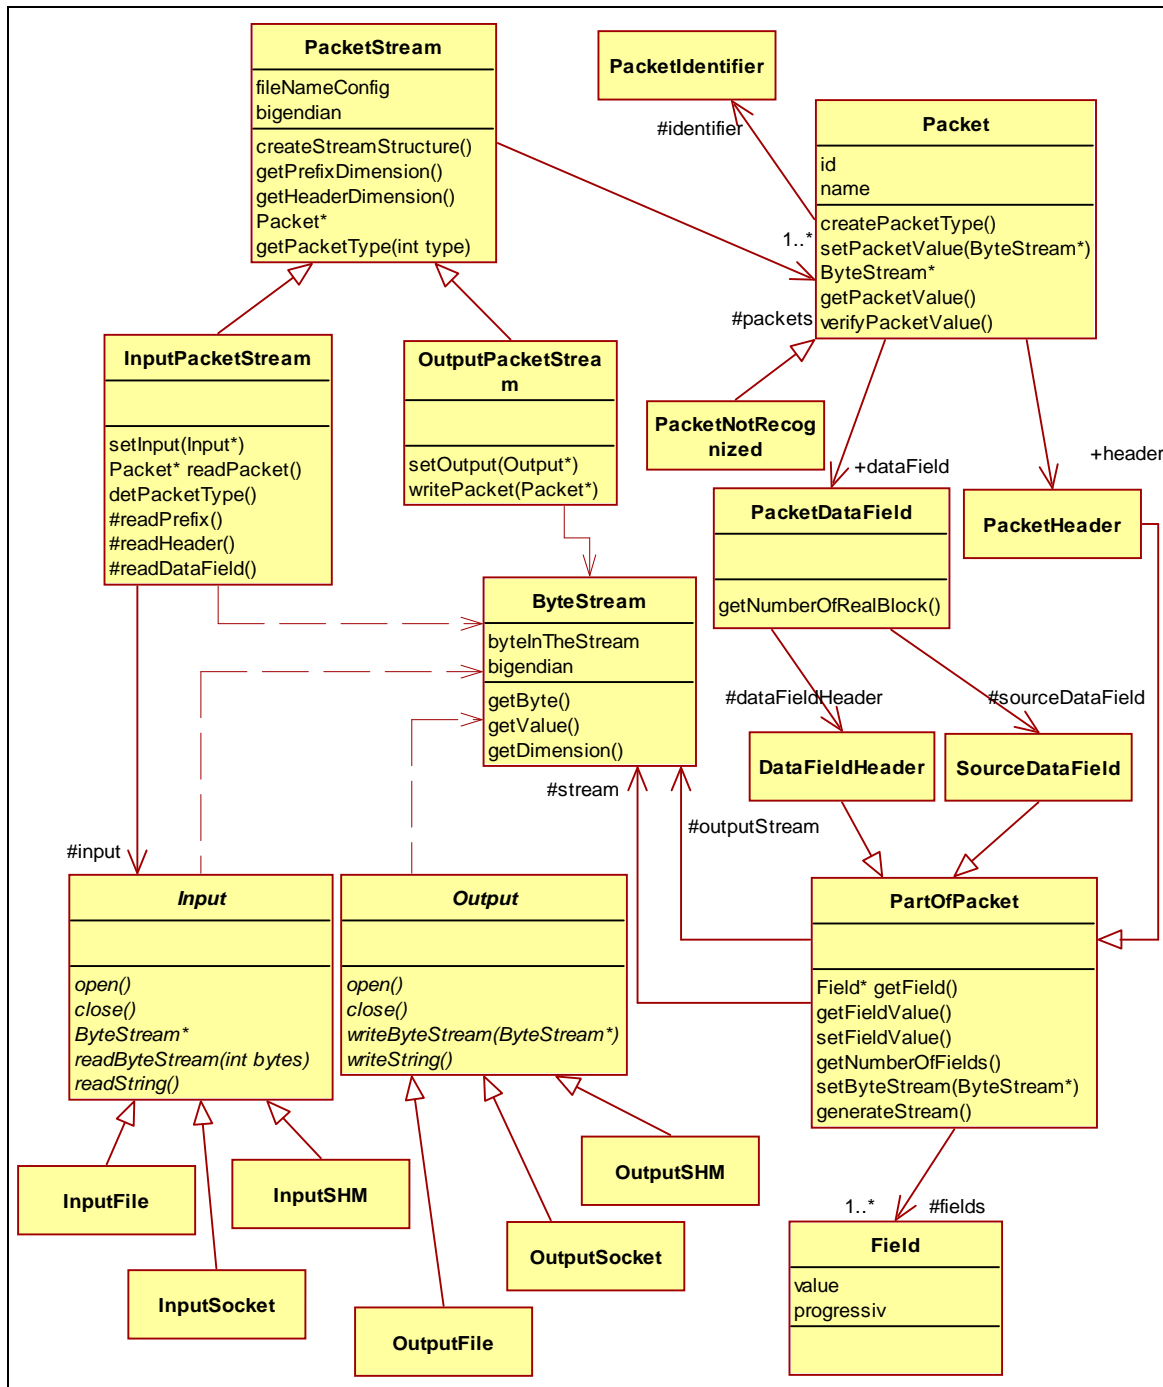 PacketStream
fileNameConfig
bigendian
createStreamStructure()
getPrefixDimension()
getHeaderDimension()
Packet*
getPacketType(int type)
PacketIdentifier
#identifier
Packet
id
name
createPacketType()
setPacketValue(ByteStream*)
ByteStream*
getPacketValue()
verifyPacketValue()
1..*
#packets
InputPacketStream
setInput(Input*)
Packet* readPacket()
detPacketType()
#readPrefix()
#readHeader()
#readDataField()
OutputPacketStrea
m
setOutput(Output*)
writePacket(Packet*)
PacketNotRecog
nized
+dataField
+header
PacketDataField
getNumberOfRealBlock()
PacketHeader
ByteStream
byteInTheStream
bigendian
getByte()
getValue()
getDimension()
#dataFieldHeader
#sourceDataField
DataFieldHeader
SourceDataField
#stream
#outputStream
#input
Input
open()
close()
ByteStream*
readByteStream(int bytes)
readString()
Output
open()
close()
writeByteStream(ByteStream*)
writeString()
PartOfPacket
Field* getField()
getFieldValue()
setFieldValue()
getNumberOfFields()
setByteStream(ByteStream*)
generateStream()
InputFile
InputSHM
OutputSHM
InputSocket
OutputSocket
OutputFile
1..*
#fields
Field
value
progressiv